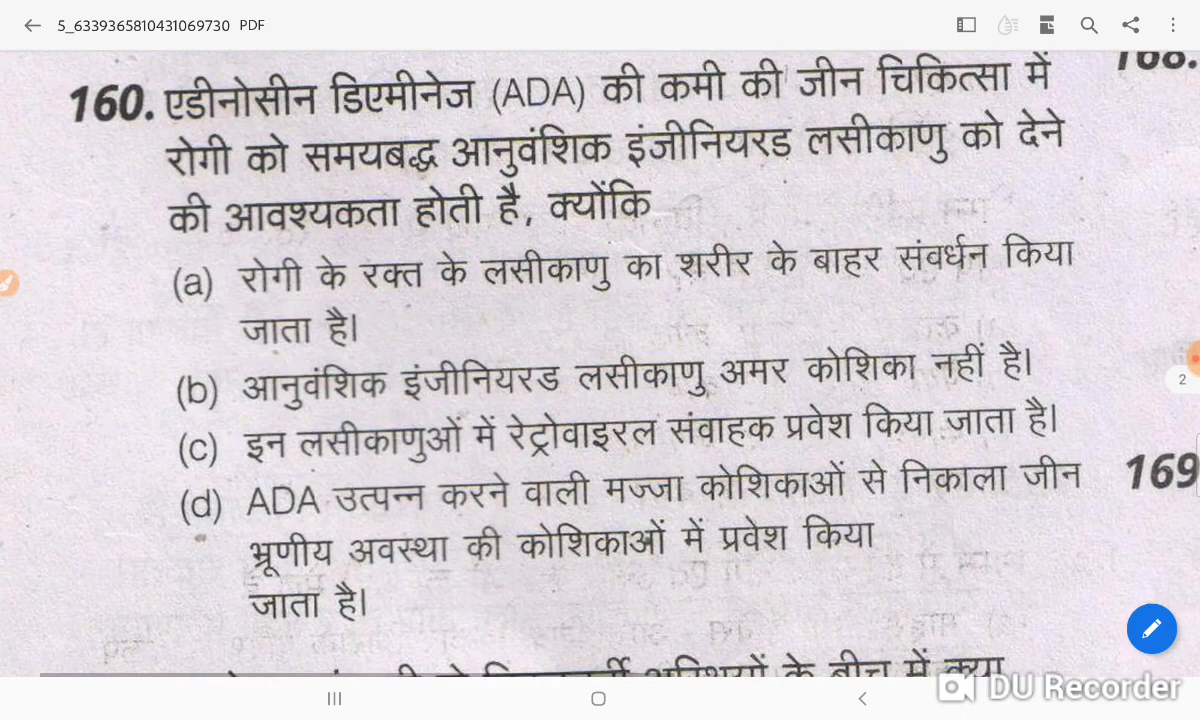 5_6339365810431069730 PDF
160. एडीनोसीन डिएमीनेज (ADA) की कमी की जीन चिकित्सा में
रोगी को समयबद्ध आनुवंशिक इंजीनियरड लसीकाणु को देने
की आवश्यकता होती है, क्योंकि
(a) रोगी के रक्त के लसीकाणु का शरीर के बाहर संवर्धन किया
जाता है।
(b) आनुवंशिक इंजीनियरड लसीकाणु अमर कोशिका नहीं है।
(c) इन लसीकाणुओं में रेट्रोवाइरल संवाहक प्रवेश किया जाता है।
(d) ADA उत्पन्न करने वाली मज्जा कोशिकाओं से निकाला जीन
भ्रूणीय अवस्था की कोशिकाओं में प्रवेश किया
जाता है।
168.
2
169
के बीच में क्या
DU Recorder